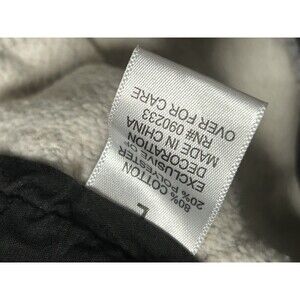 L
80% COTTON
20% POLYESTER
EXCLUSIVE OF
DECORATION
MADE IN CHINA
RN# 090233
OVER FOR CARE